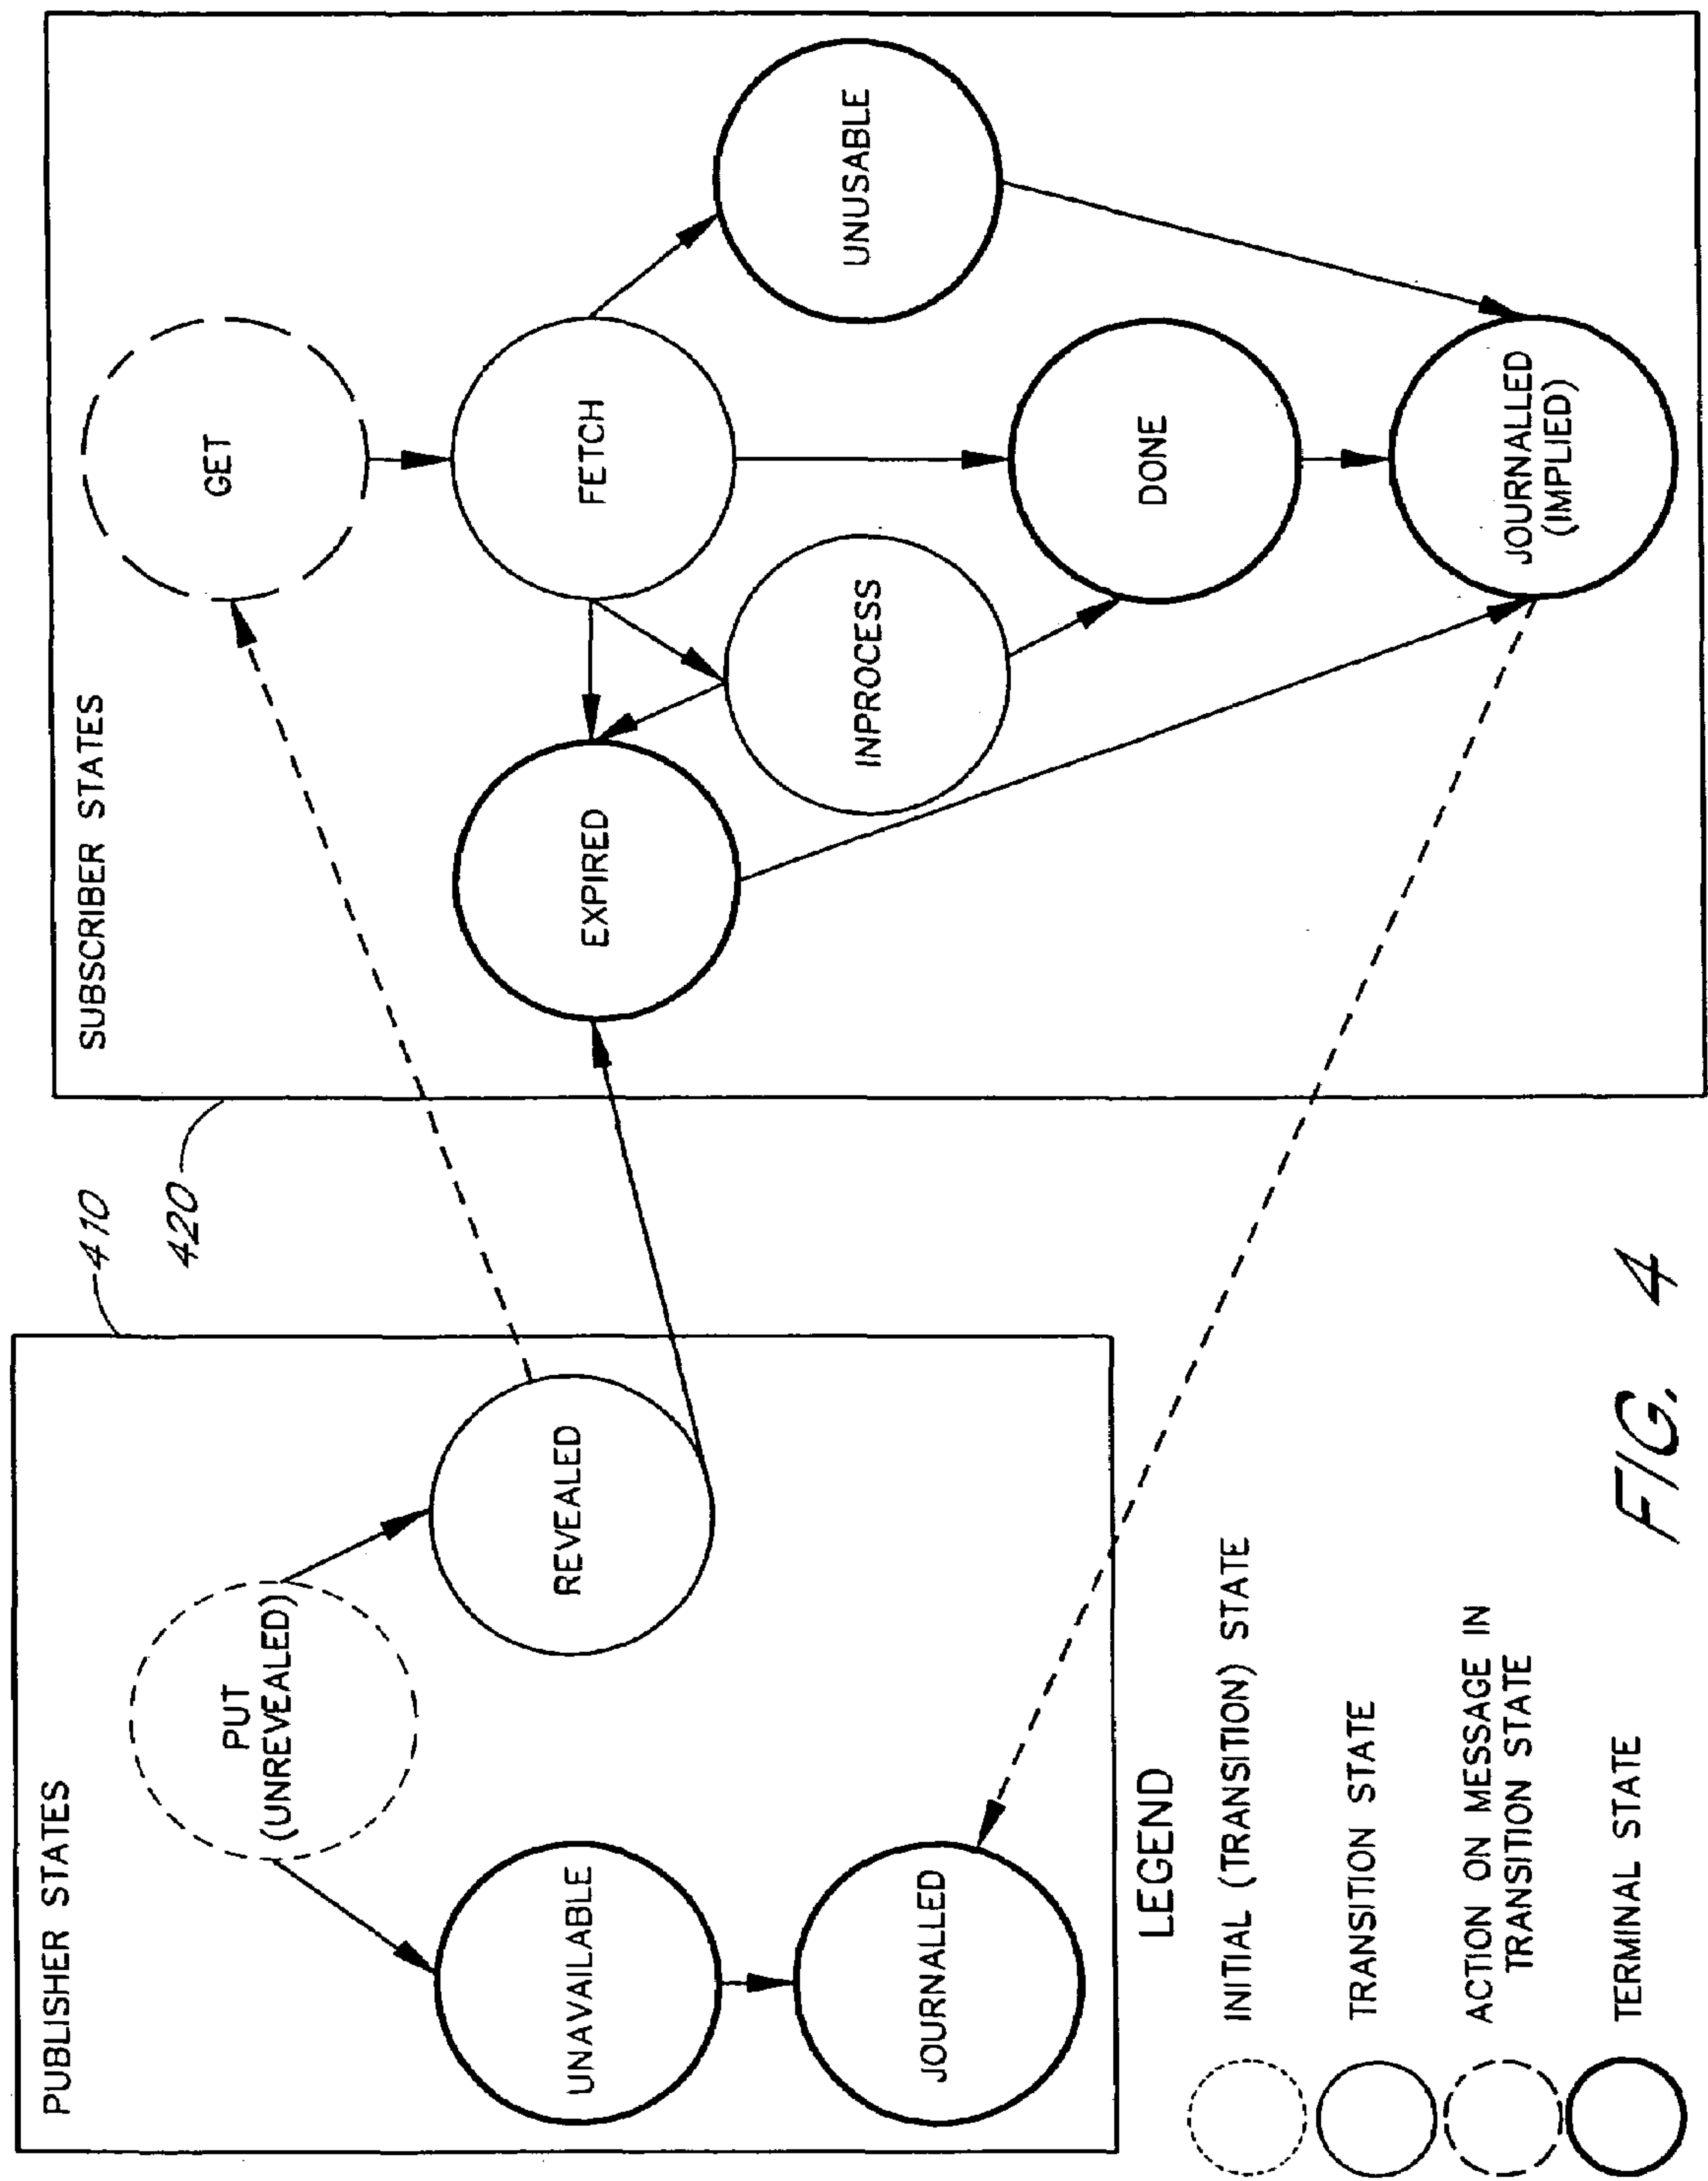 PUBLISHER STATES
PUT
(UNREVEALED)
UNAVAILABLE
REVEALED
JOURNALLED
410
420
SUBSCRIBER STATES
GET
FETCH
EXPIRED
INPROCESS
UNUSABLE
DONE
JOURNALLED
(IMPLIED)
LEGEND
INITIAL (TRANSITION) STATE
TRANSITION STATE
ACTION ON MESSAGE IN
TRANSITION STATE
TERMINAL STATE
FIG. 4